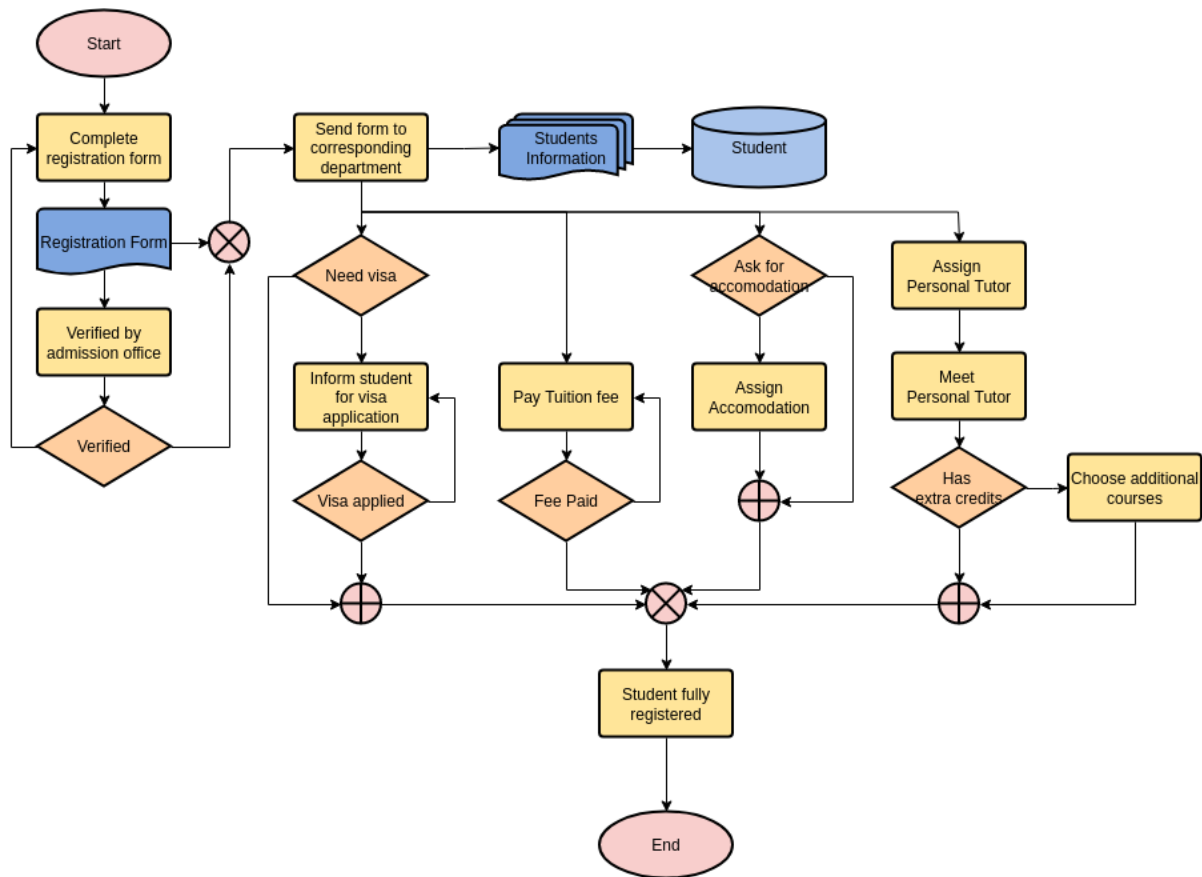 Start
Complete
registration form
Registration Form
Verified by
admission office
Verified
Send form to
corresponding
department
Students
Information
Student
Need visa
Inform student
for visa
application
Visa applied
Pay Tuition fee
Fee Paid
Ask for
accomodation
Assign
Accomodation
Assign
Personal Tutor
Meet
Personal Tutor
Has
extra credits
Choose additional
courses
Student fully
registered
End